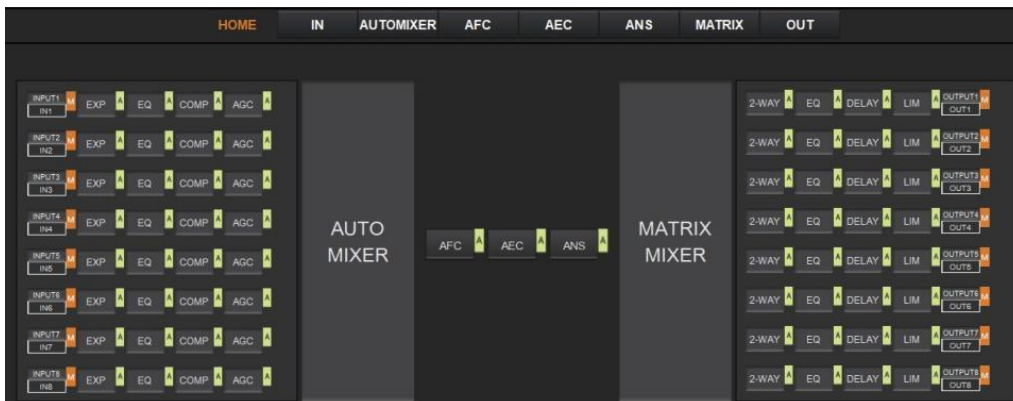 HOME IN AUTOMIXER AFC AEC ANS MATRIX OUT
INPUT1 M EXP A EQ A COMP A AGC A
IN1
INPUT2 M EXP A EQ A COMP A AGC A
IN2
INPUT3 M EXP A EQ A COMP A AGC A
IN3
INPUT4 M EXP A EQ A COMP A AGC A
IN4
INPUT5 M EXP A EQ A COMP A AGC A
IN5
INPUT6 M EXP A EQ A COMP A AGC A
IN6
INPUT7 M EXP A EQ A COMP A AGC A
IN7
INPUT8 M EXP A EQ A COMP A AGC A
IN8
AUTO
MIXER
AFC A AEC A ANS A
MATRIX
MIXER
2-WAY A EQ A DELAY A LIM A OUTPUT1 M
OUT1
2-WAY A EQ A DELAY A LIM A OUTPUT2 M
OUT2
2-WAY A EQ A DELAY A LIM A OUTPUT3 M
OUT3
2-WAY A EQ A DELAY A LIM A OUTPUT4 M
OUT4
2-WAY A EQ A DELAY A LIM A OUTPUT5 M
OUT5
2-WAY A EQ A DELAY A LIM A OUTPUT6 M
OUT6
2-WAY A EQ A DELAY A LIM A OUTPUT7 M
OUT7
2-WAY A EQ A DELAY A LIM A OUTPUT8 M
OUT8